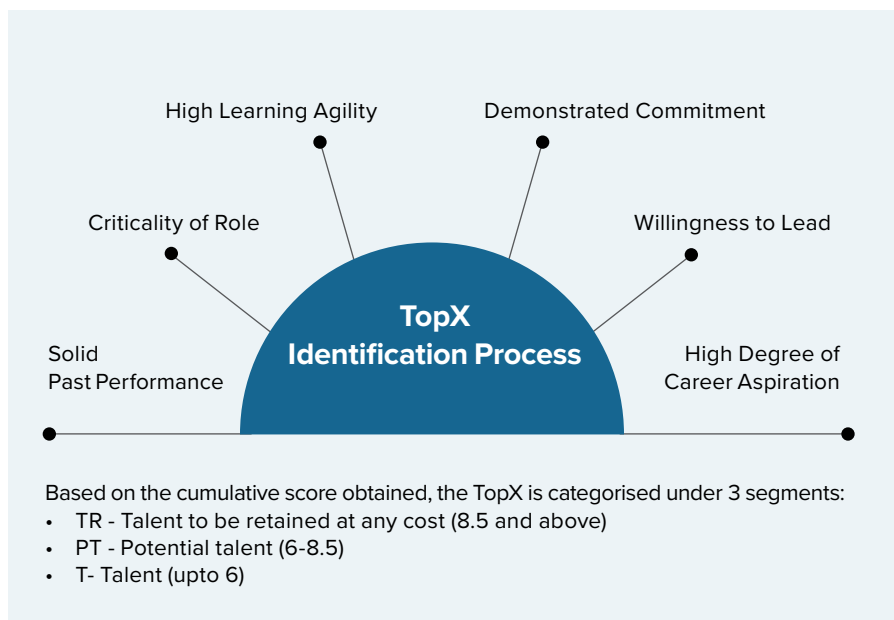 High Learning Agility
Demonstrated Commitment
Criticality of Role
Willingness to Lead
TopX
Identification Process
Solid
Past Performance
High Degree of
Career Aspiration
Based on the cumulative score obtained, the TopX is categorised under 3 segments:
• TR - Talent to be retained at any cost (8.5 and above)
• PT - Potential talent (6-8.5)
• T- Talent (upto 6)